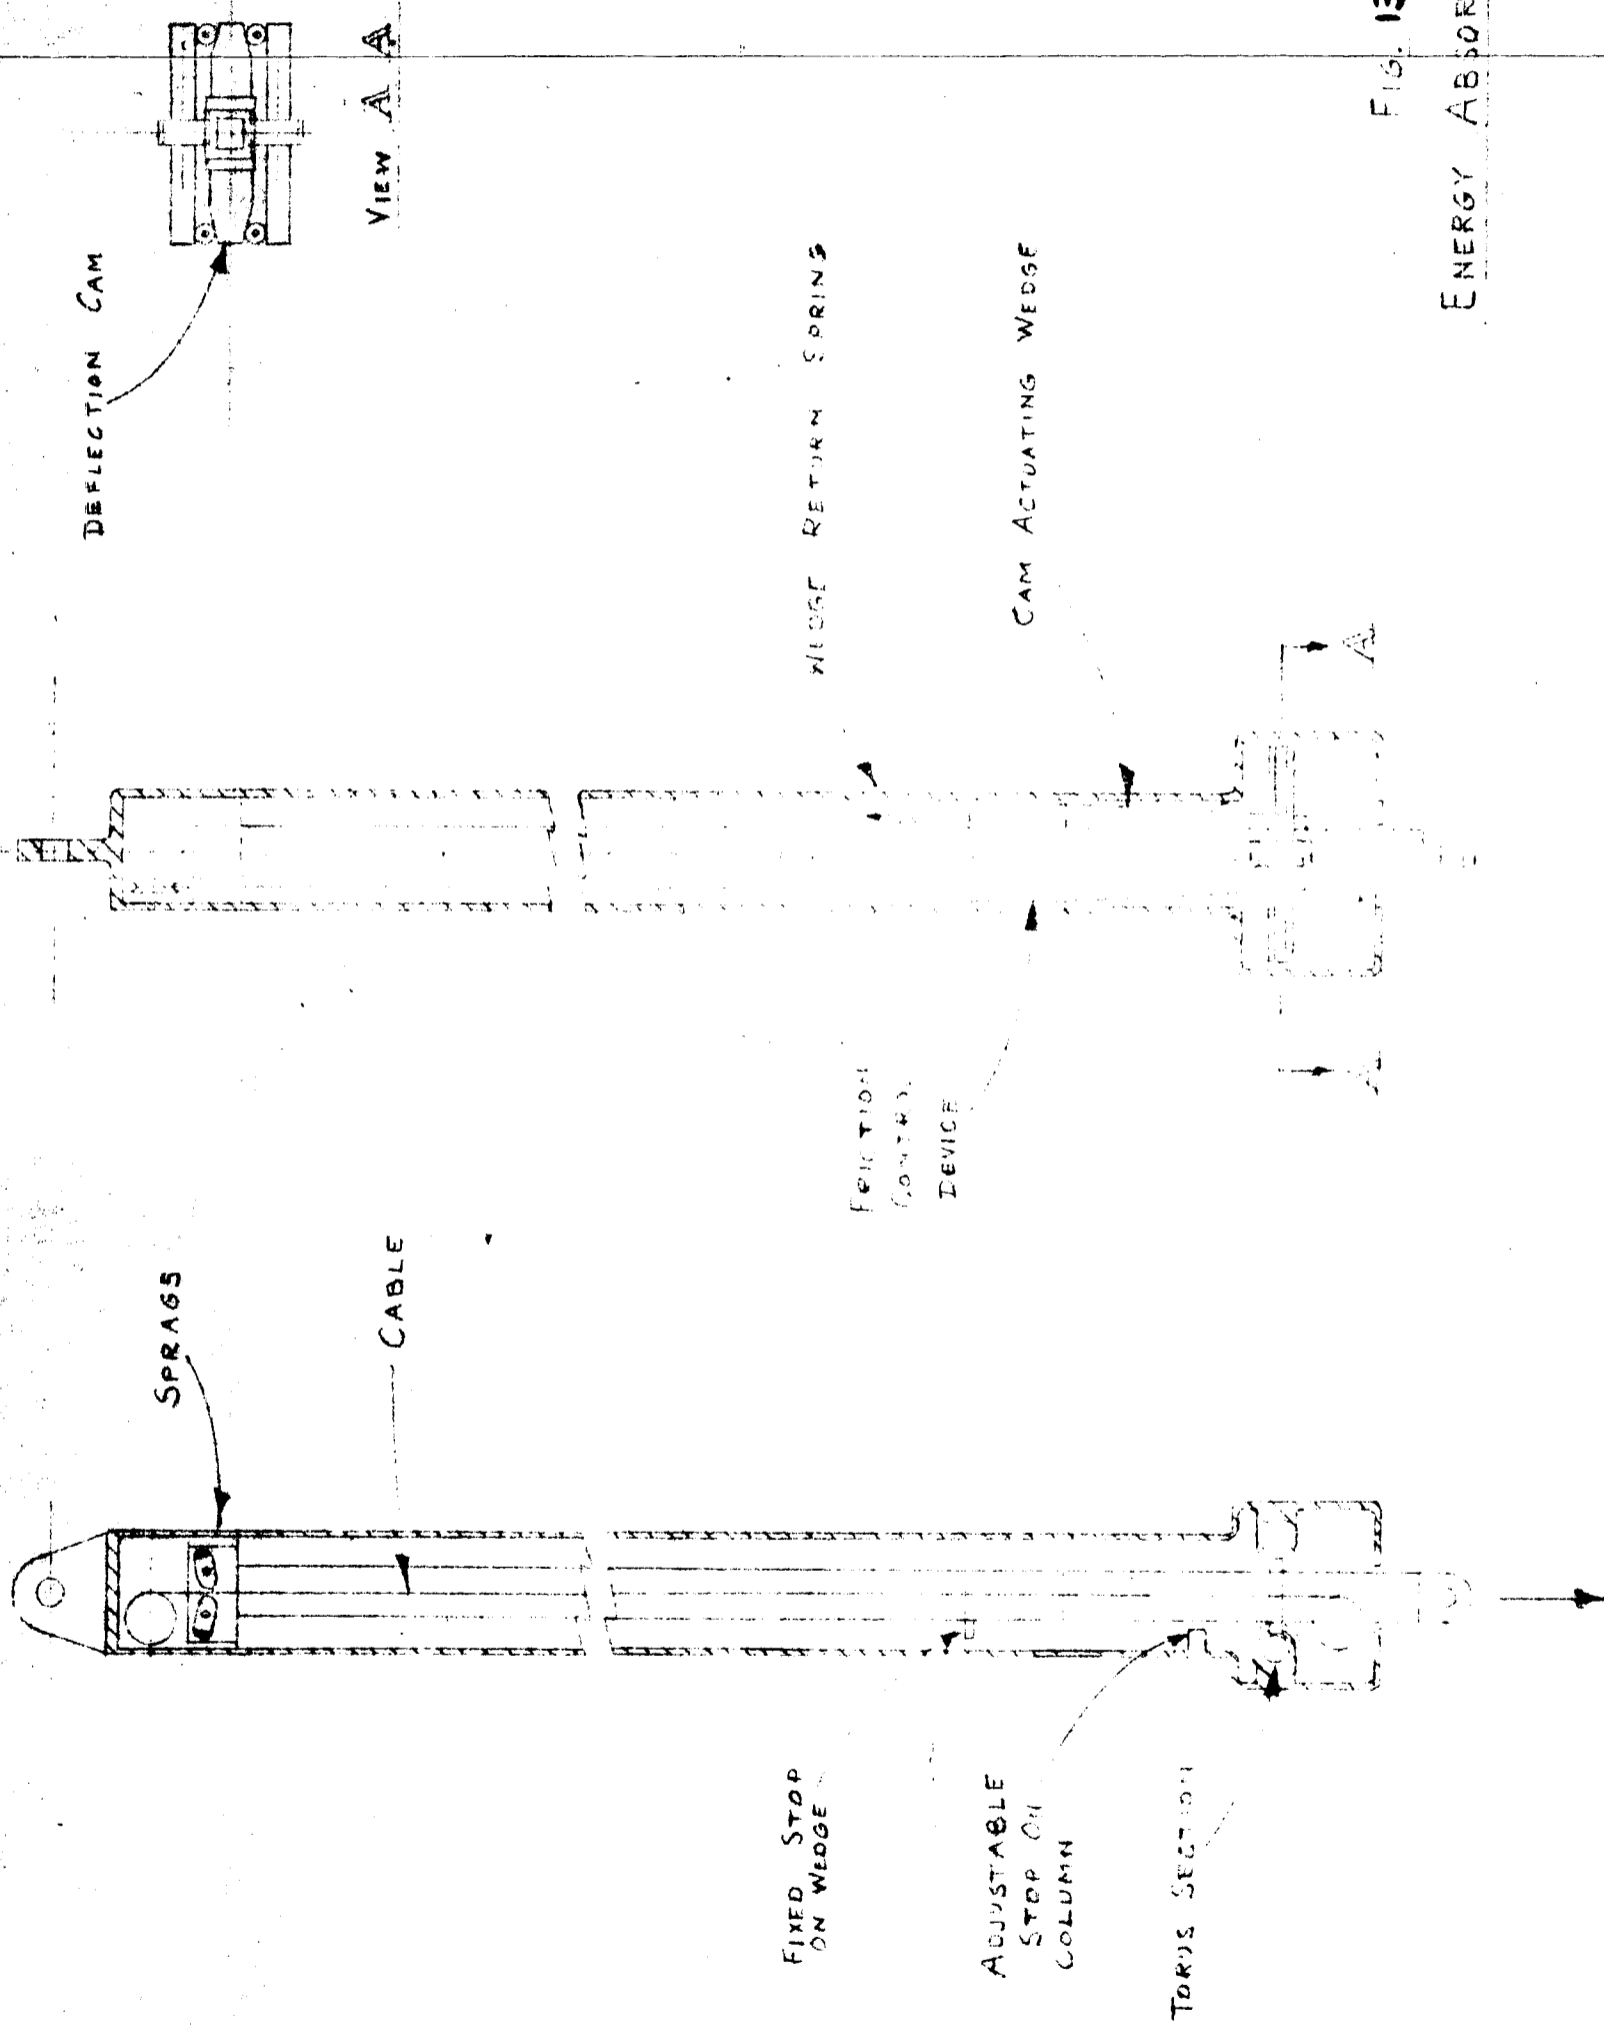 DEFLECTION CAM
VIEW A A
WEDGE RETURN SPRING
CAM ACTUATING WEDGE
A
A
FRICTION
CONTROL
DEVICE
SPRAGS
CABLE
FIXED STOP
ON WEDGE
ADJUSTABLE
STOP ON
COLUMN
TORUS SECTION
FIG. 13
ENERGY ABSOR